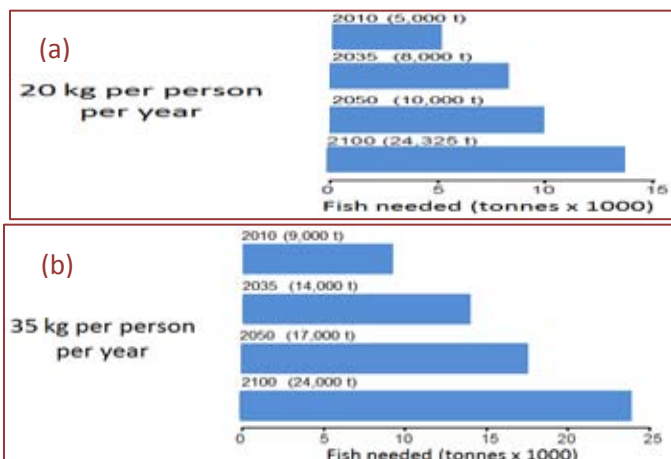 (a)
20 kg per person
per year
2010 (5,000 t)
2035 (8,000 t)
2050 (10,000 t)
2100 (24,325 t)
0 5 10 15
Fish needed (tonnes x 1000)
(b)
35 kg per person
per year
2010 (9,000 t)
2035 (14,000 t)
2050 (17,000 t)
2100 (24,000 t)
0 5 10 15 20 25
Fish needed (tonnes x 1000)